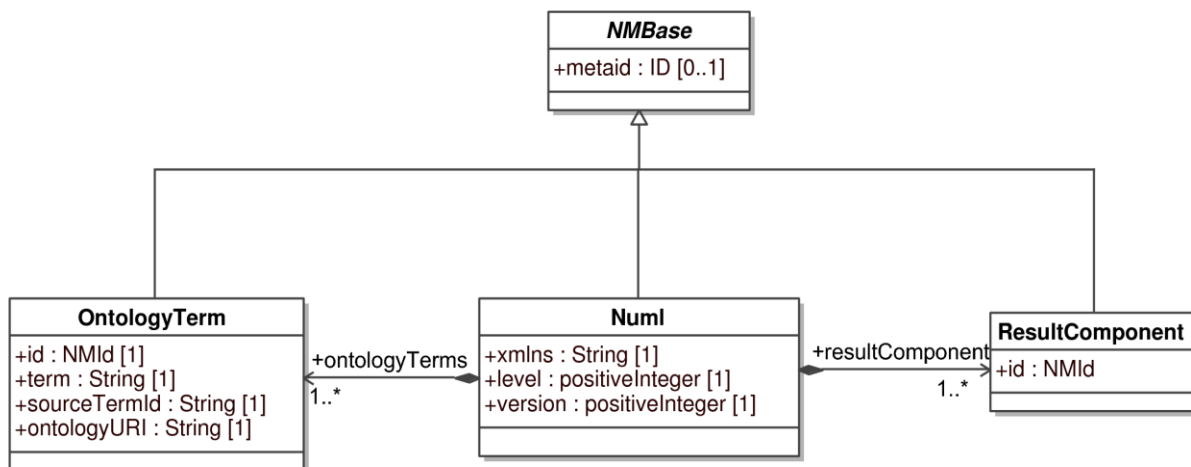 NMBase
+metaid : ID [0..1]
OntologyTerm
+id : NMId [1]
+term : String [1]
+sourceTermId : String [1]
+ontologyURI : String [1]
+ontologyTerms
1..*
Numl
+xmlns : String [1]
+level : positiveInteger [1]
+version : positiveInteger [1]
+resultComponent
1..*
ResultComponent
+id : NMId